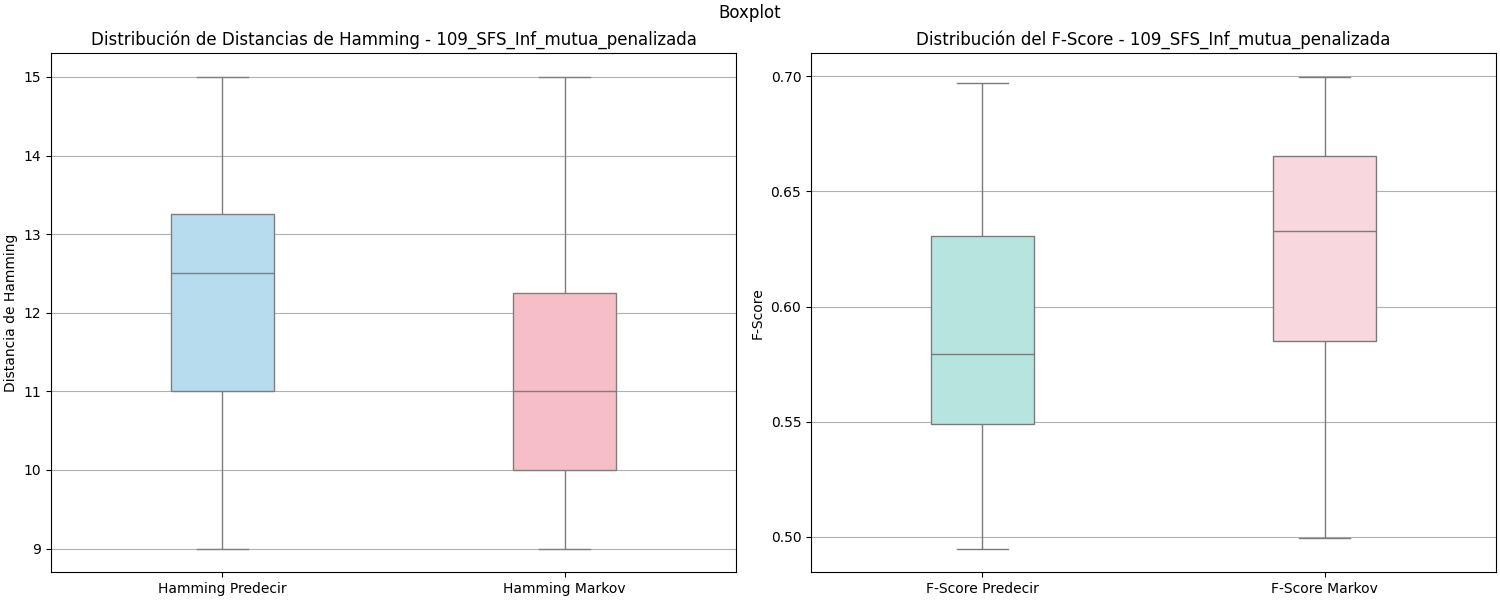 Boxplot
Distribución de Distancias de Hamming - 109_SFS_Inf_mutua_penalizada
Distancia de Hamming
15
14
13
12
11
10
9
Hamming Predecir
Hamming Markov
Distribución del F-Score - 109_SFS_Inf_mutua_penalizada
F-Score
0.70
0.65
0.60
0.55
0.50
F-Score Predecir
F-Score Markov